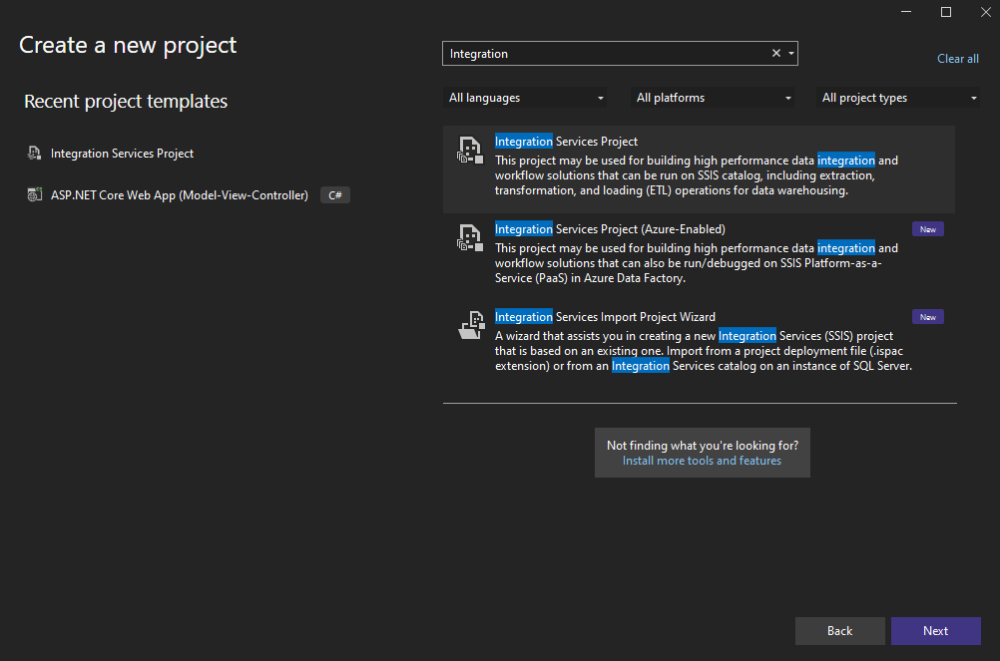 Create a new project
Recent project templates
Integration Services Project
ASP.NET Core Web App (Model-View-Controller) C#
Integration
Clear all
All languages
All platforms
All project types
Integration Services Project
This project may be used for building high performance data integration and
workflow solutions that can be run on SSIS catalog, including extraction,
transformation, and loading (ETL) operations for data warehousing.
Integration Services Project (Azure-Enabled) New
This project may be used for building high performance data integration and
workflow solutions that can also be run/debugged on SSIS Platform-as-a-
Service (PaaS) in Azure Data Factory.
Integration Services Import Project Wizard New
A wizard that assists you in creating a new Integration Services (SSIS) project
that is based on an existing one. Import from a project deployment file (.ispac
extension) or from an Integration Services catalog on an instance of SQL Server.
Not finding what you're looking for?
Install more tools and features
Back
Next